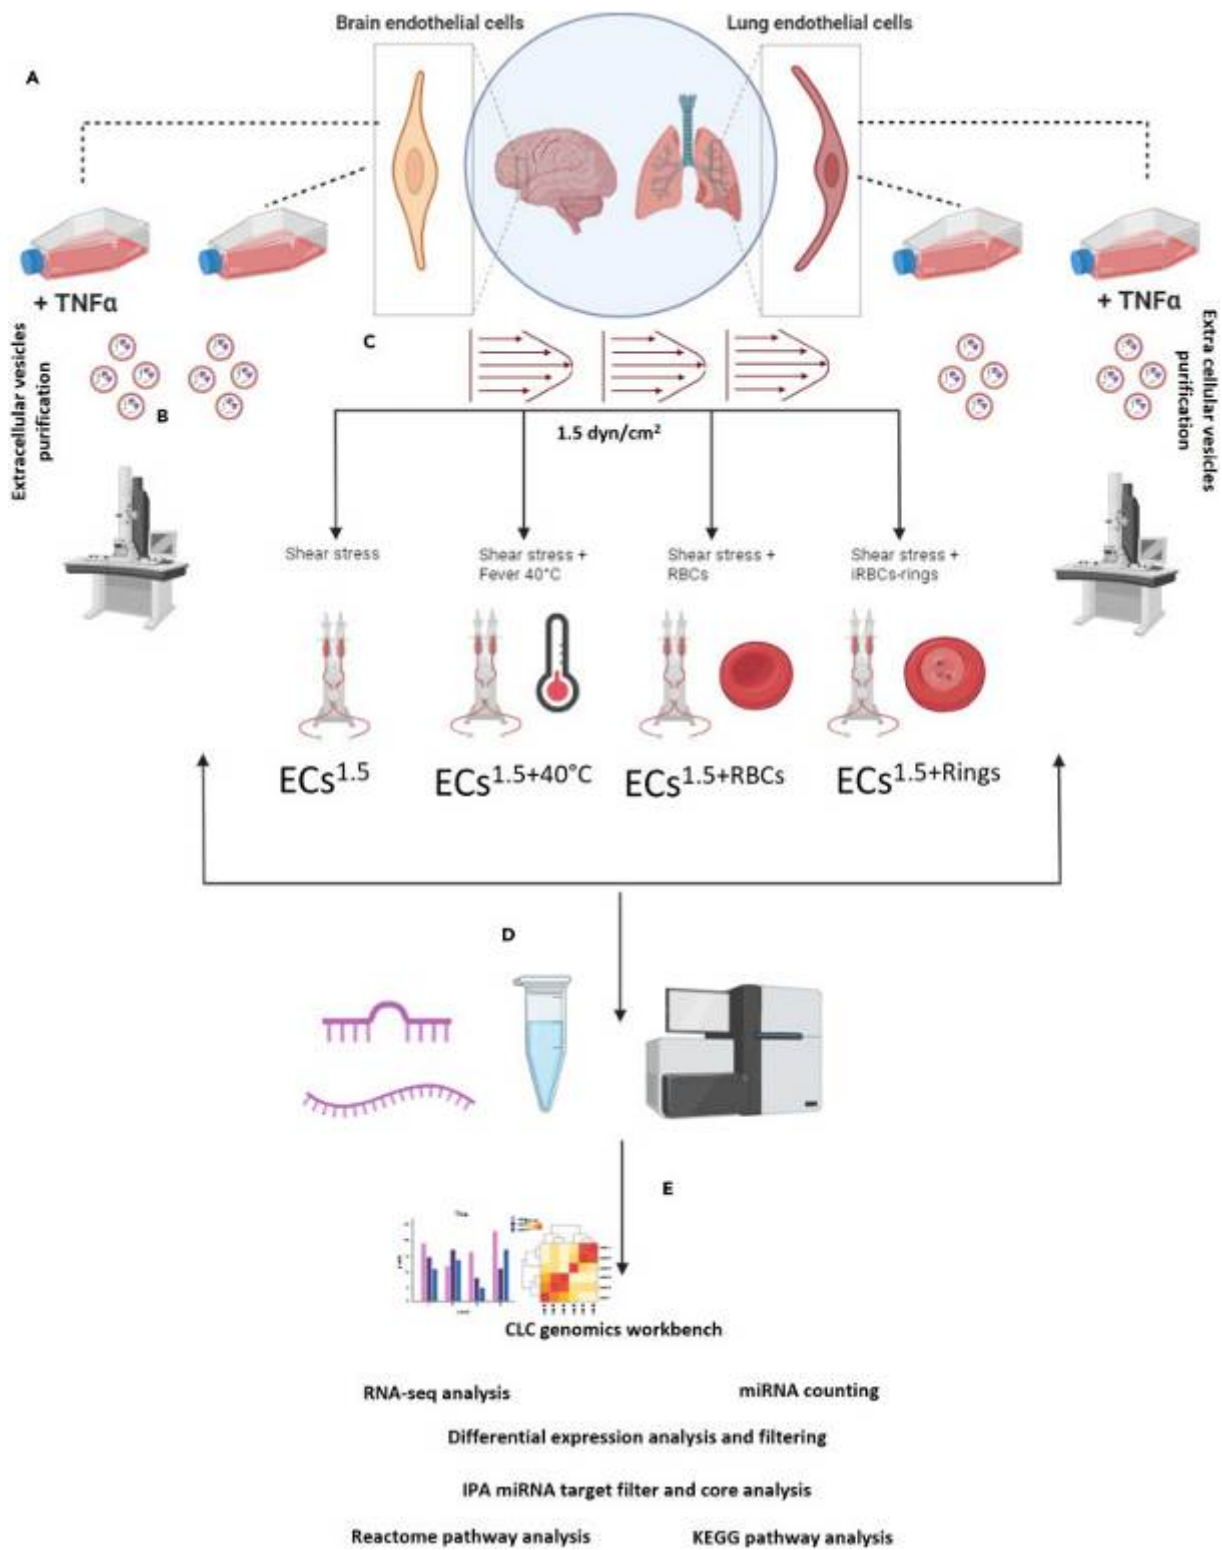 Brain endothelial cells
Lung endothelial cells
A
+ TNFα
+ TNFα
Extracellular vesicles
purification
Extra cellular vesicles
purification
B
C
1.5 dyn/cm²
Shear stress
Shear stress +
Fever 40°C
Shear stress +
RBCs
Shear stress +
iRBCs-rings
ECs¹·⁵
ECs¹·⁵⁺⁴⁰°ᶜ
ECs¹·⁵⁺ᴿᴮᶜˢ
ECs¹·⁵⁺ᴿⁱⁿᵍˢ
D
E
CLC genomics workbench
RNA-seq analysis
miRNA counting
Differential expression analysis and filtering
IPA miRNA target filter and core analysis
Reactome pathway analysis
KEGG pathway analysis